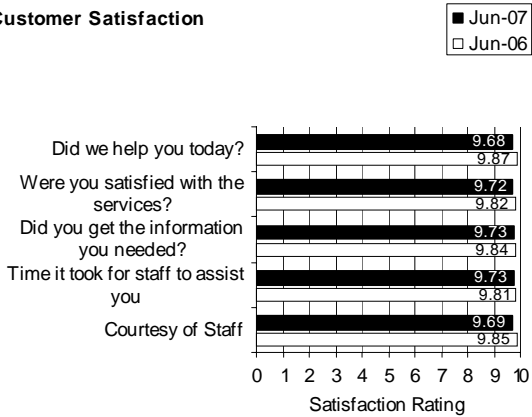 Customer Satisfaction
Jun-07
Jun-06
Did we help you today?
9.68
9.87
Were you satisfied with the
services?
9.72
9.82
Did you get the information
you needed?
9.73
9.84
Time it took for staff to assist
you
9.73
9.81
Courtesy of Staff
9.69
9.85
0 1 2 3 4 5 6 7 8 9 10
Satisfaction Rating